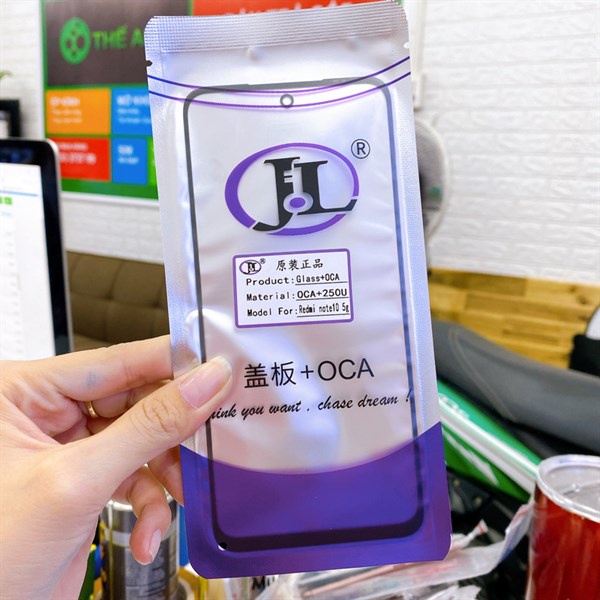 THẾ A
JL ®
JL ® 原装正品
Product: Glass+OCA
Material: OCA+250U
Model For: Redmi note10 5g
盖板+OCA
ink you want , chase dream !